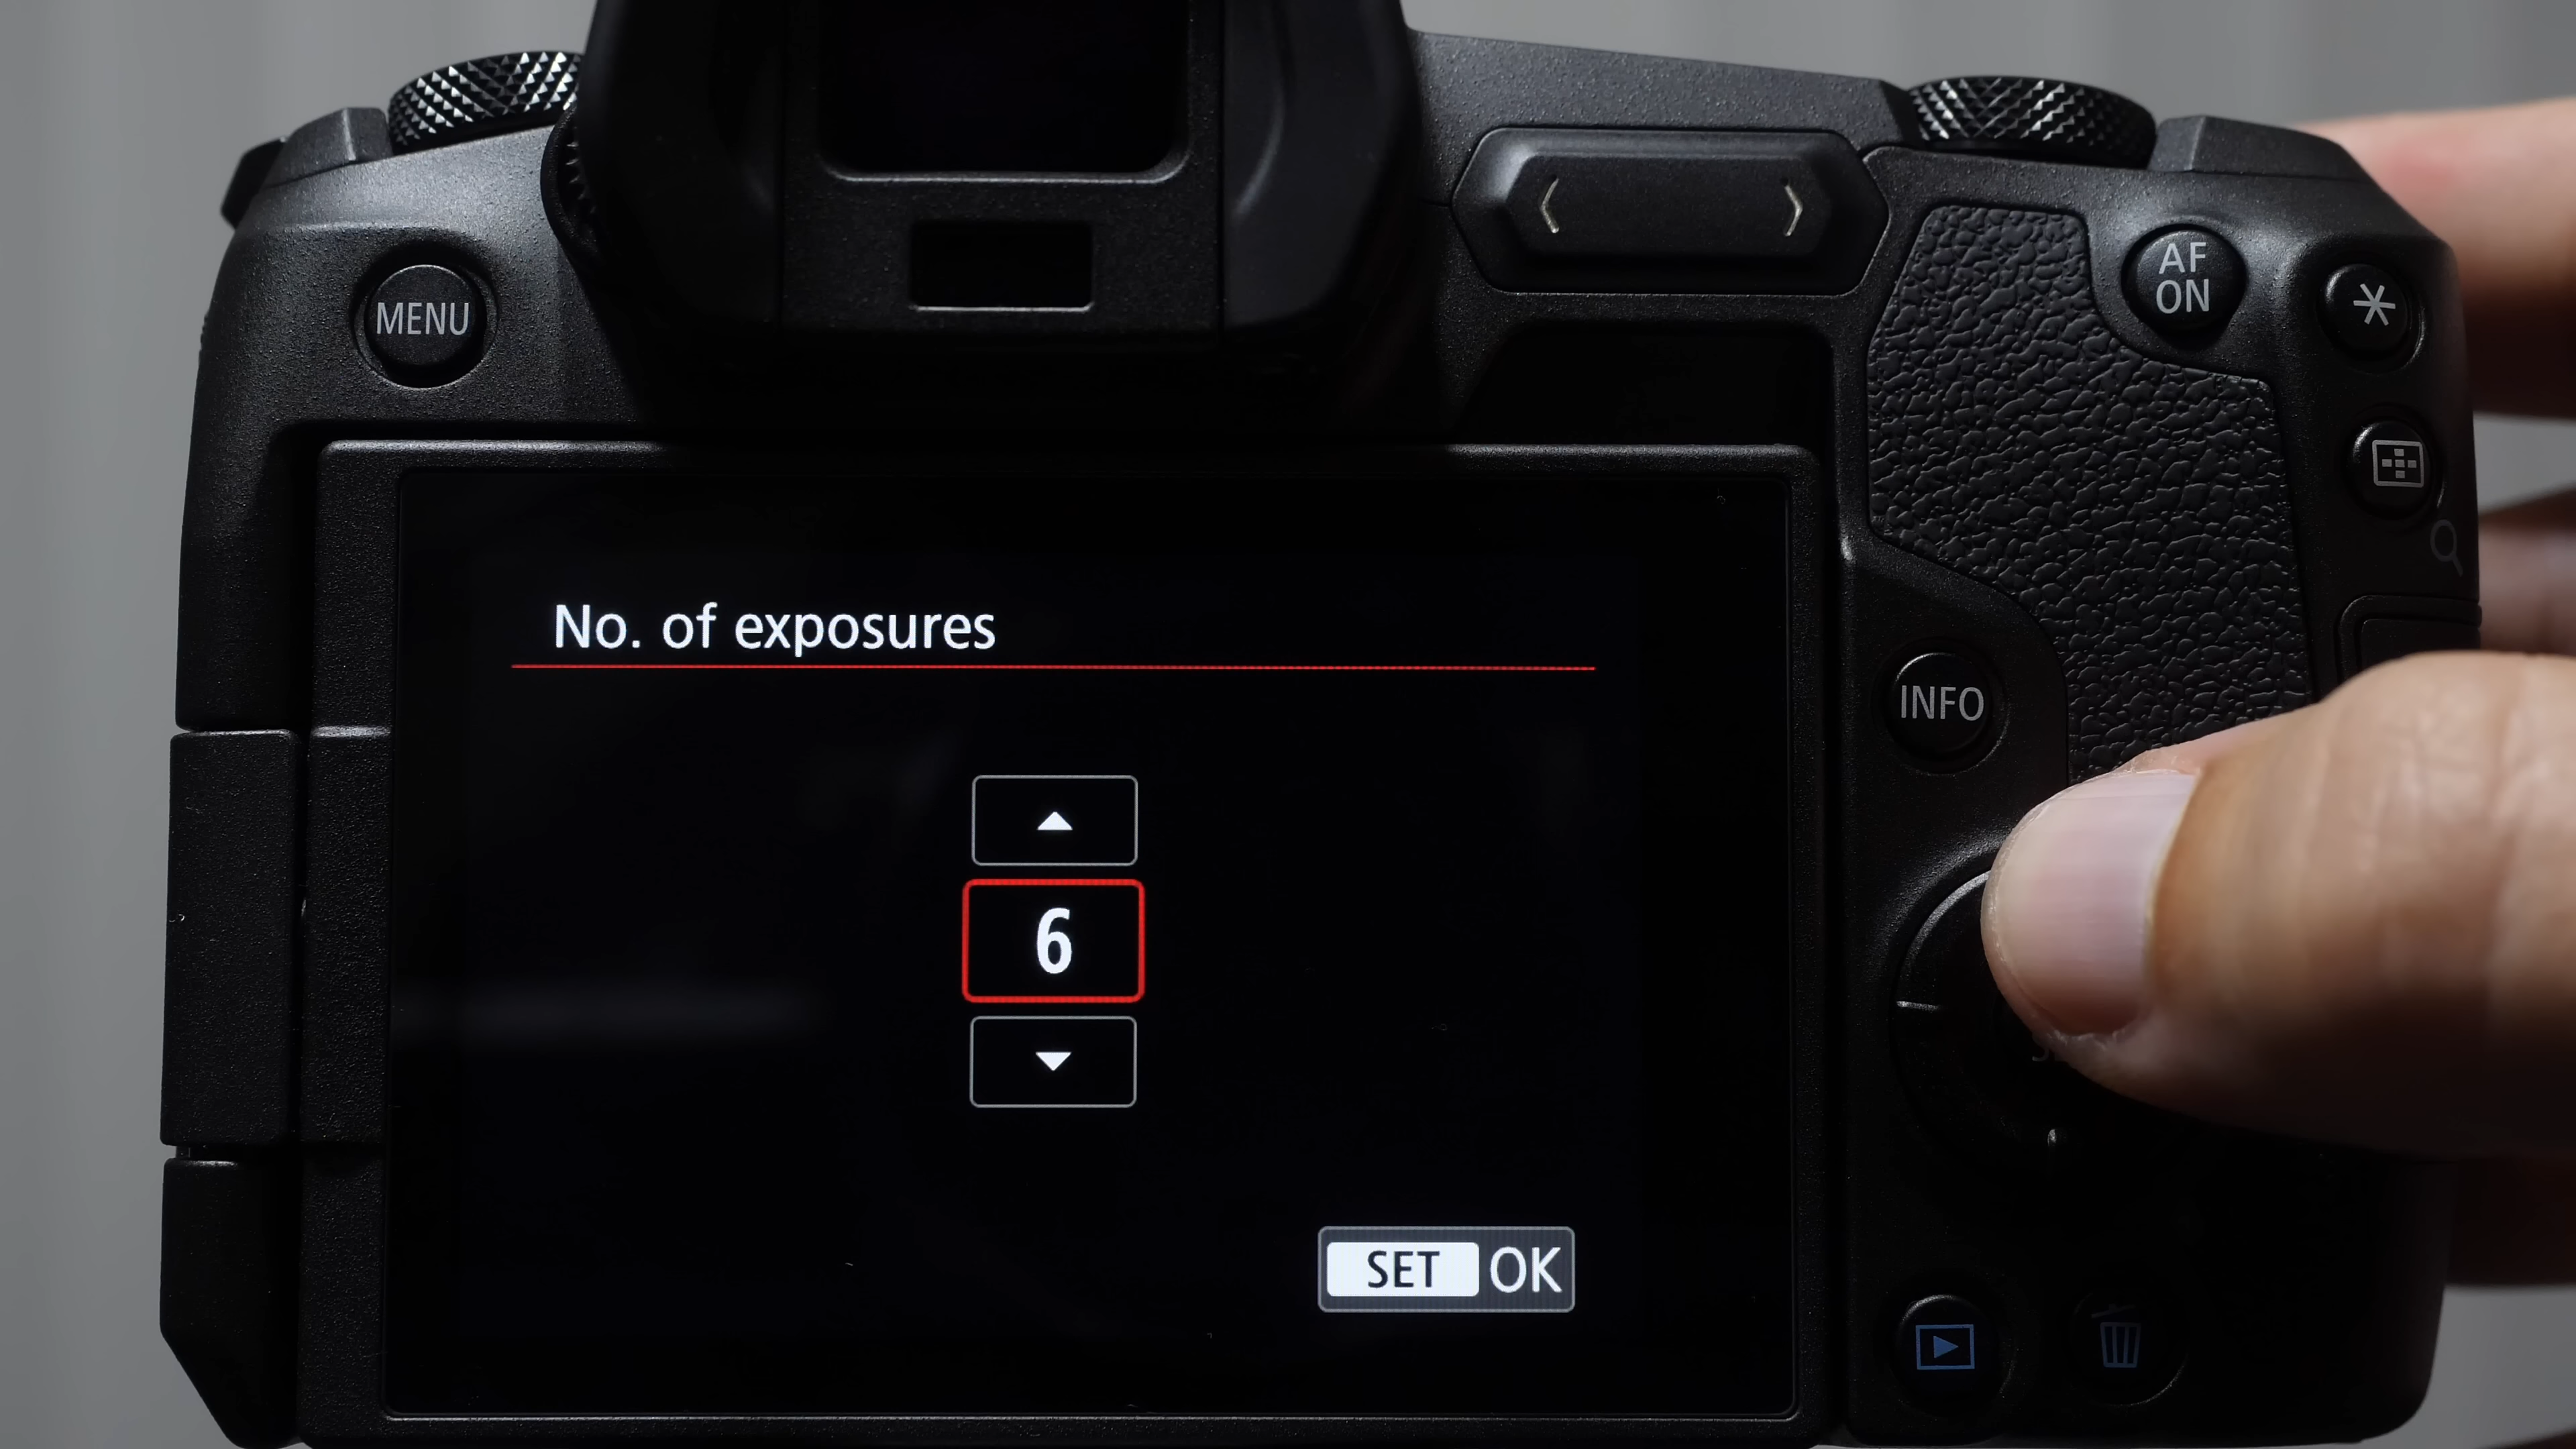 MENU
AF
ON
No. of exposures
INFO
6
SET OK